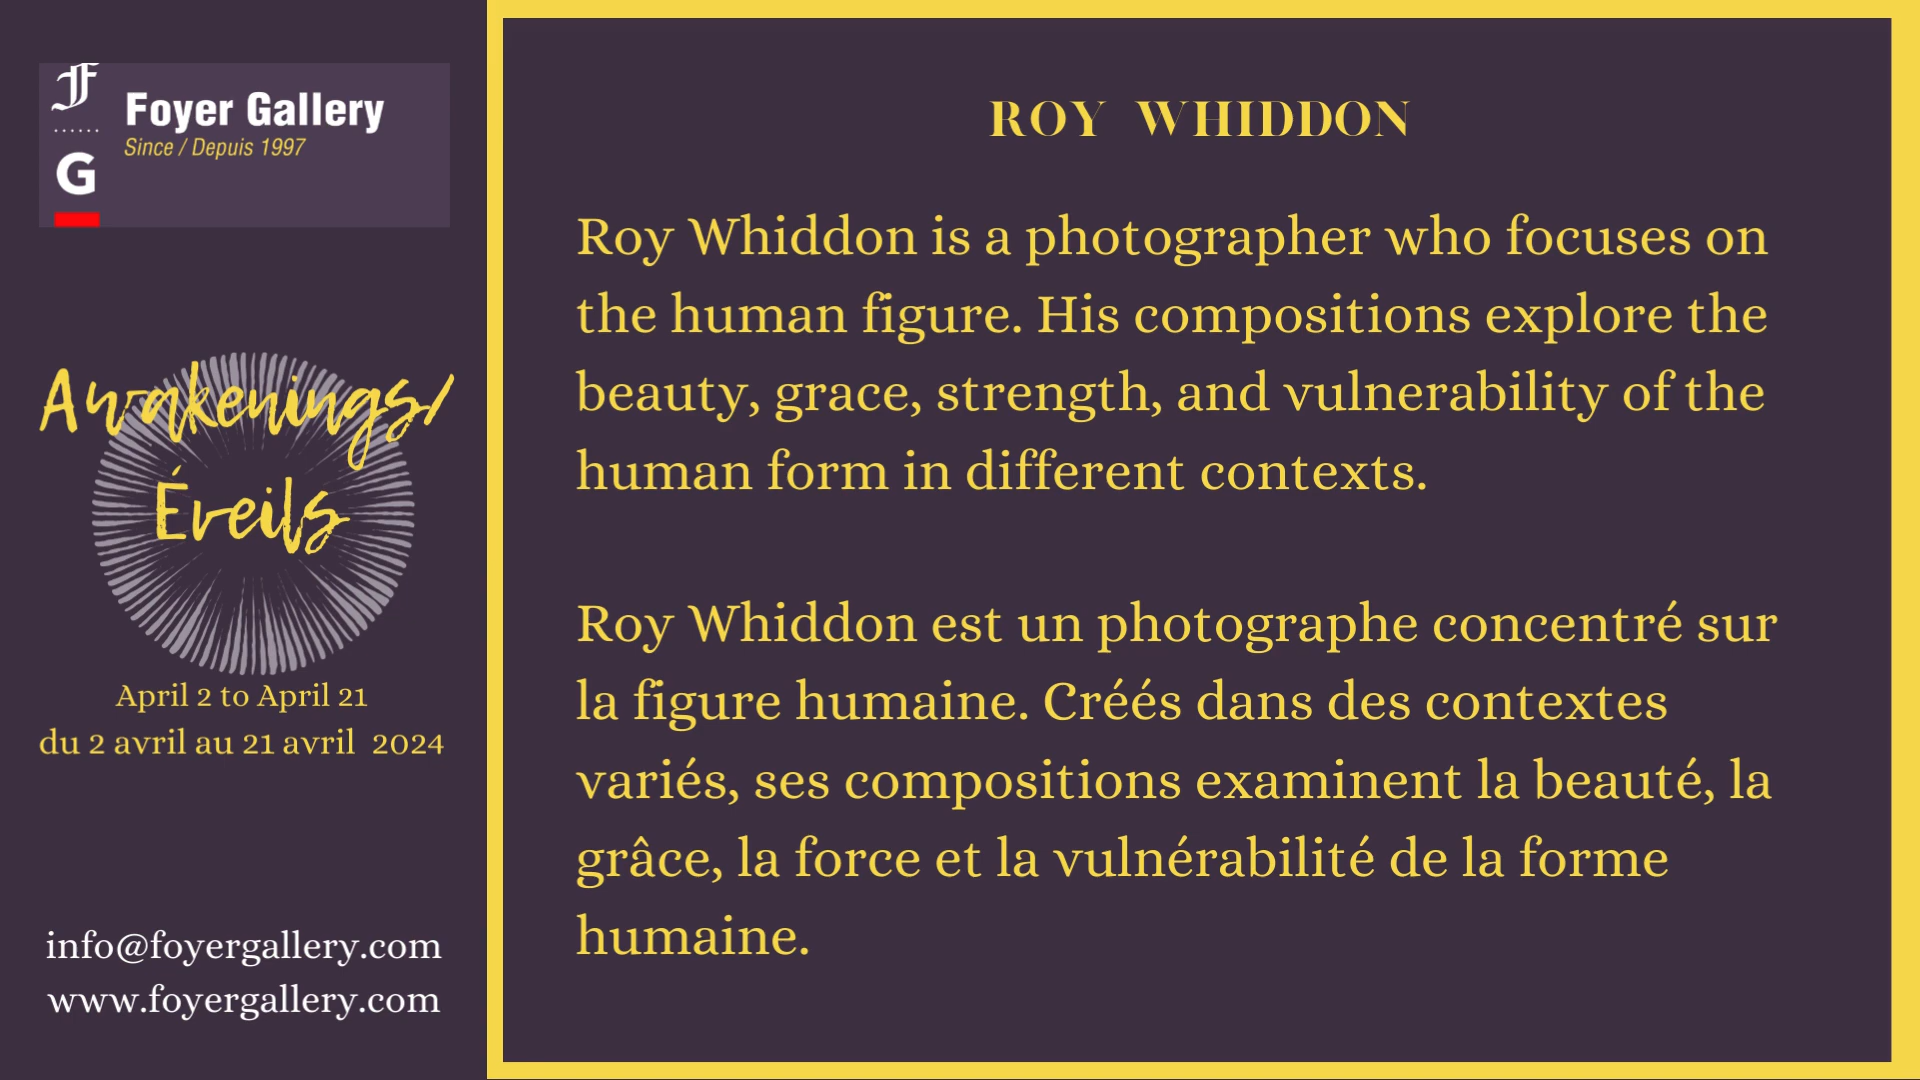 F
G
Foyer Gallery
Since / Depuis 1997
Awakenings/
Éveils
April 2 to April 21
du 2 avril au 21 avril 2024
info@foyergallery.com
www.foyergallery.com
ROY WHIDDON
Roy Whiddon is a photographer who focuses on
the human figure. His compositions explore the
beauty, grace, strength, and vulnerability of the
human form in different contexts.
Roy Whiddon est un photographe concentré sur
la figure humaine. Créés dans des contextes
variés, ses compositions examinent la beauté, la
grâce, la force et la vulnérabilité de la forme
humaine.